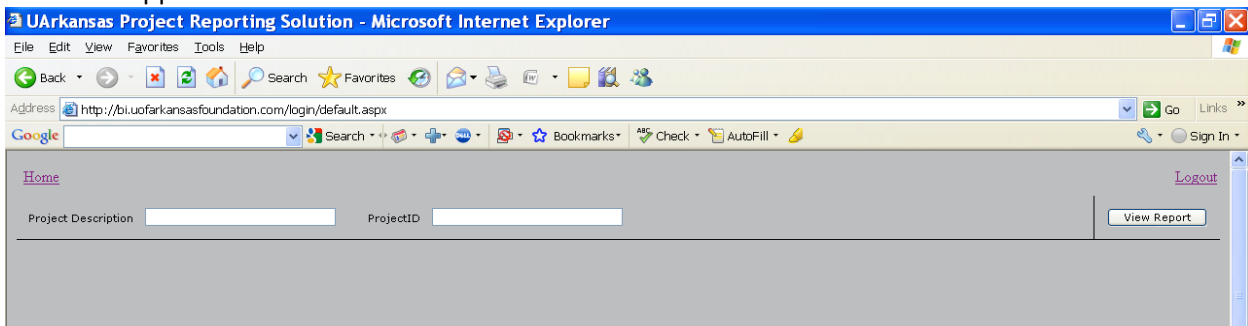 UArkansas Project Reporting Solution - Microsoft Internet Explorer
File Edit View Favorites Tools Help
Back Search Favorites
Address http://bi.uofarkansasfoundation.com/login/default.aspx Go Links »
Google Search Bookmarks ABC Check AutoFill Sign In
Home Logout
Project Description ProjectID View Report